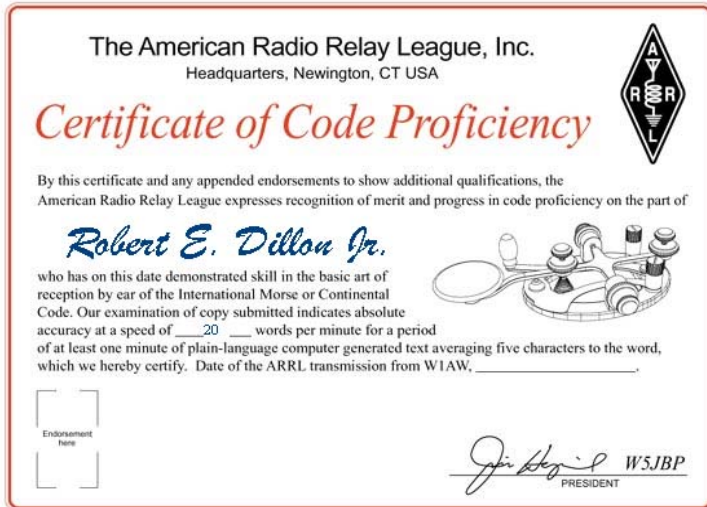 The American Radio Relay League, Inc.
Headquarters, Newington, CT USA
A
R R
L
Certificate of Code Proficiency
By this certificate and any appended endorsements to show additional qualifications, the
American Radio Relay League expresses recognition of merit and progress in code proficiency on the part of
Robert E. Dillon Jr.
who has on this date demonstrated skill in the basic art of
reception by ear of the International Morse or Continental
Code. Our examination of copy submitted indicates absolute
accuracy at a speed of ____20 ___ words per minute for a period
of at least one minute of plain-language computer generated text averaging five characters to the word,
which we hereby certify. Date of the ARRL transmission from W1AW, ______________________.
Endorsement
here
W5JBP
PRESIDENT